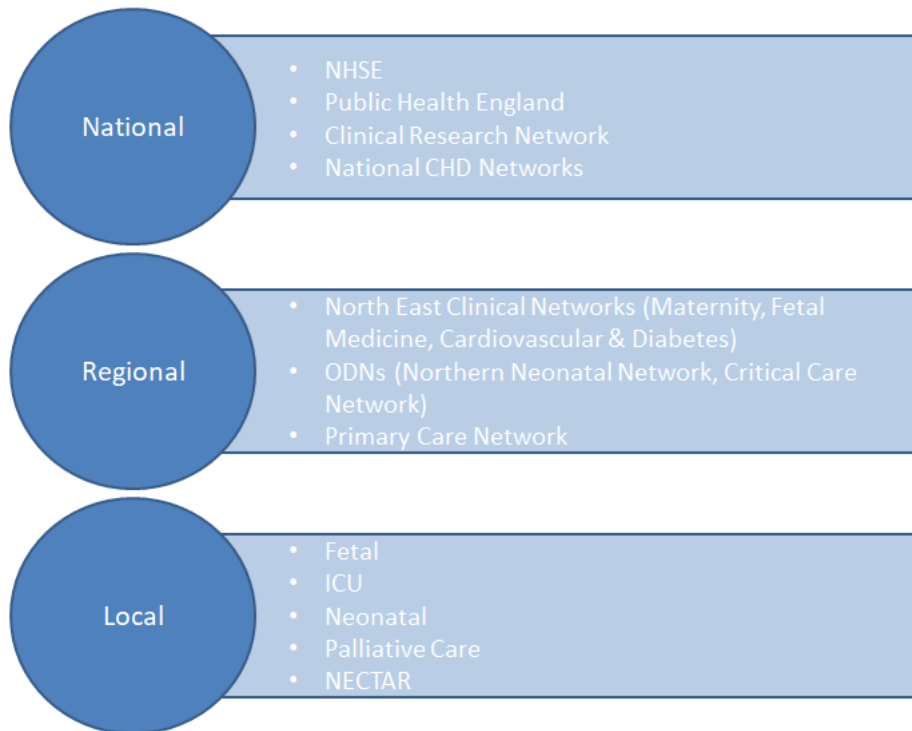 National
• NHSE
• Public Health England
• Clinical Research Network
• National CHD Networks
Regional
• North East Clinical Networks (Maternity, Fetal
Medicine, Cardiovascular & Diabetes)
• ODNs (Northern Neonatal Network, Critical Care
Network)
• Primary Care Network
Local
• Fetal
• ICU
• Neonatal
• Palliative Care
• NECTAR